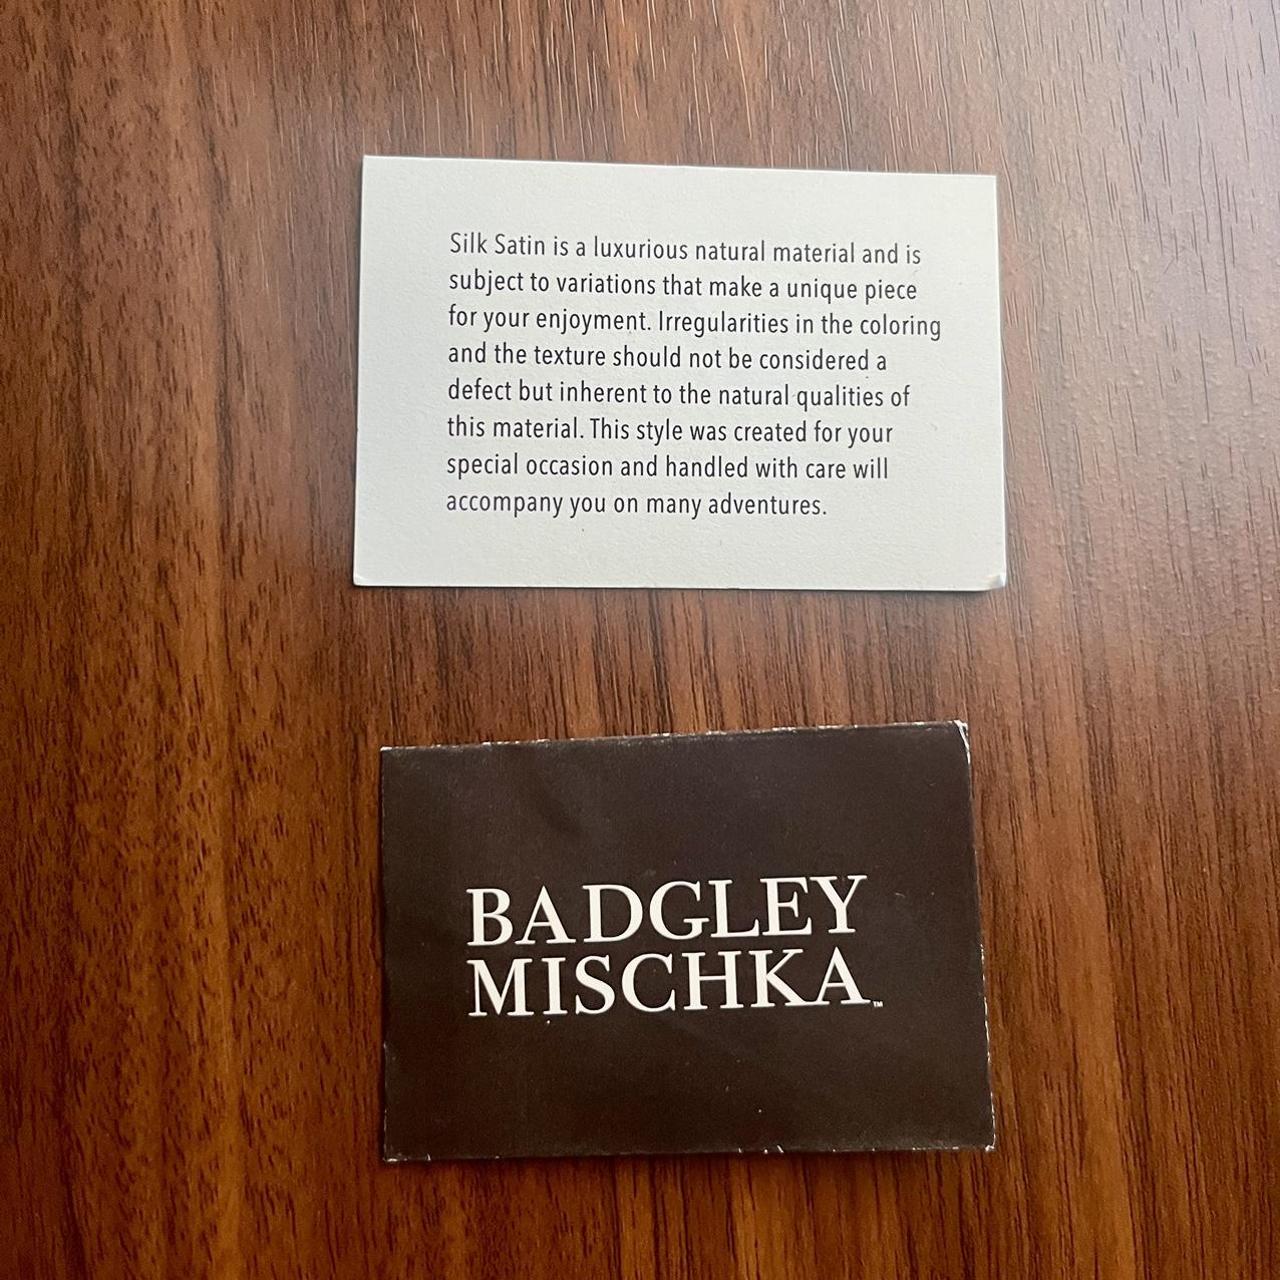 Silk Satin is a luxurious natural material and is
subject to variations that make a unique piece
for your enjoyment. Irregularities in the coloring
and the texture should not be considered a
defect but inherent to the natural qualities of
this material. This style was created for your
special occasion and handled with care will
accompany you on many adventures.
BADGLEY
MISCHKA™